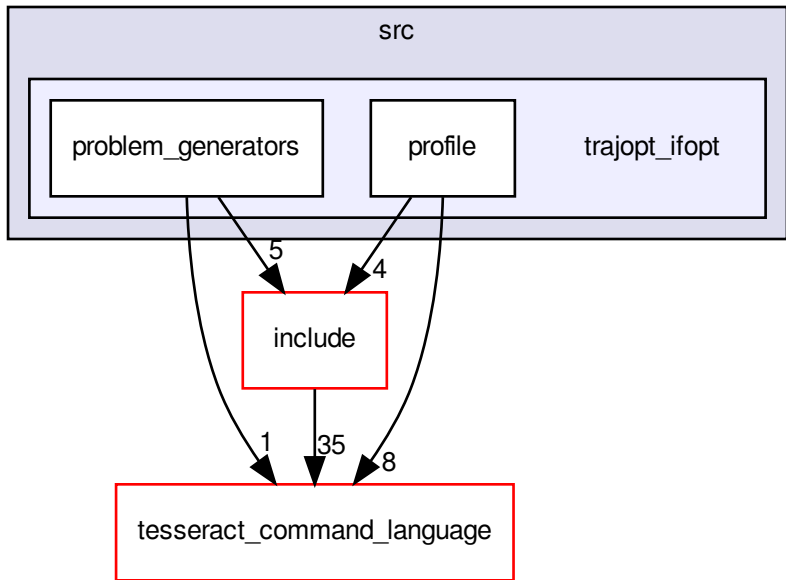 src
problem_generators
profile
trajopt_ifopt
5
4
include
1
35
8
tesseract_command_language